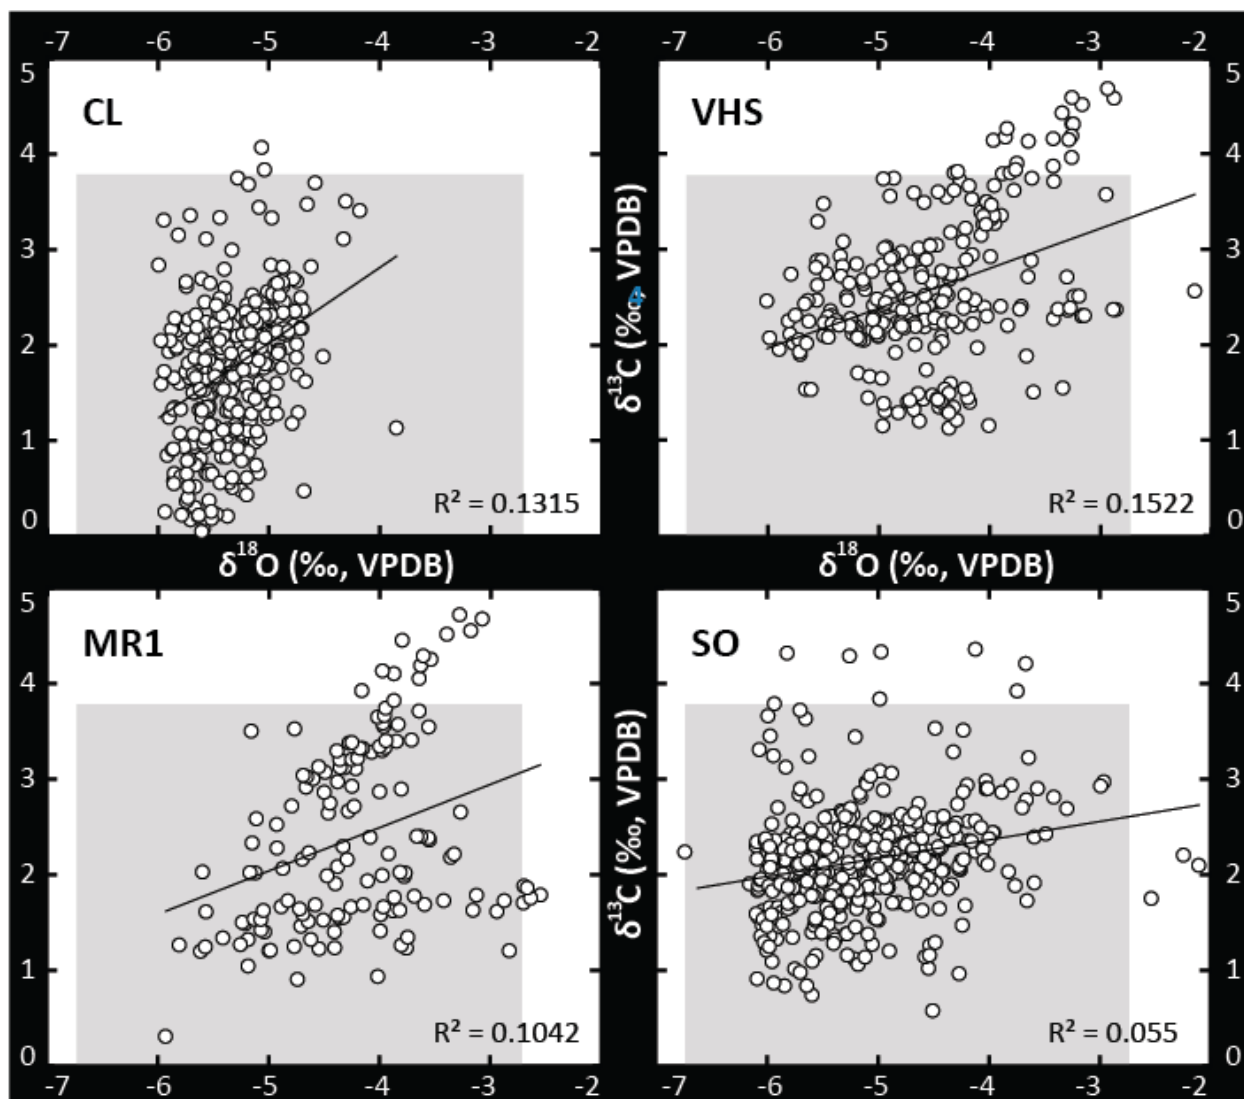 -7 -6 -5 -4 -3 -2 -7 -6 -5 -4 -3 -2
5 5
CL VHS
4 4
3 3
δ¹³C (‰, VPDB)
4
2 2
1 1
R² = 0.1315 R² = 0.1522
0 0
δ¹⁸O (‰, VPDB) δ¹⁸O (‰, VPDB)
5 5
MR1 SO
4 4
3 3
δ¹³C (‰, VPDB)
2 2
1 1
R² = 0.1042 R² = 0.055
0 0
-7 -6 -5 -4 -3 -2 -7 -6 -5 -4 -3 -2